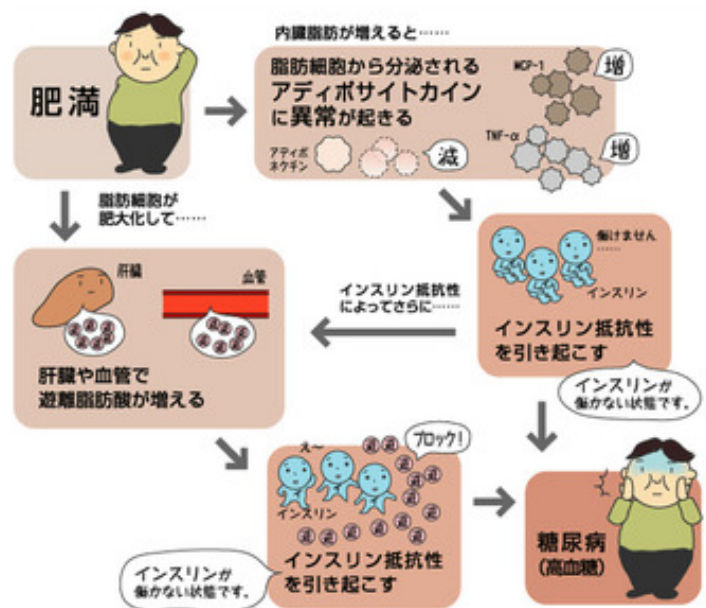 肥満
内臓脂肪が増えると……
脂肪細胞から分泌される
アディポサイトカイン
に異常が起きる
MCP-1
増
TNF-α
増
アディポ
ネクチン
減
脂肪細胞が
肥大化して……
肝臓
血管
遊
肝臓や血管で
遊離脂肪酸が増える
インスリン抵抗性
によってさらに……
働けません
……
インスリン
インスリン抵抗性
を引き起こす
インスリンが
働かない状態です。
え〜
ブロック!
インスリン
インスリン抵抗性
を引き起こす
インスリンが
働かない状態です。
糖尿病
(高血糖)